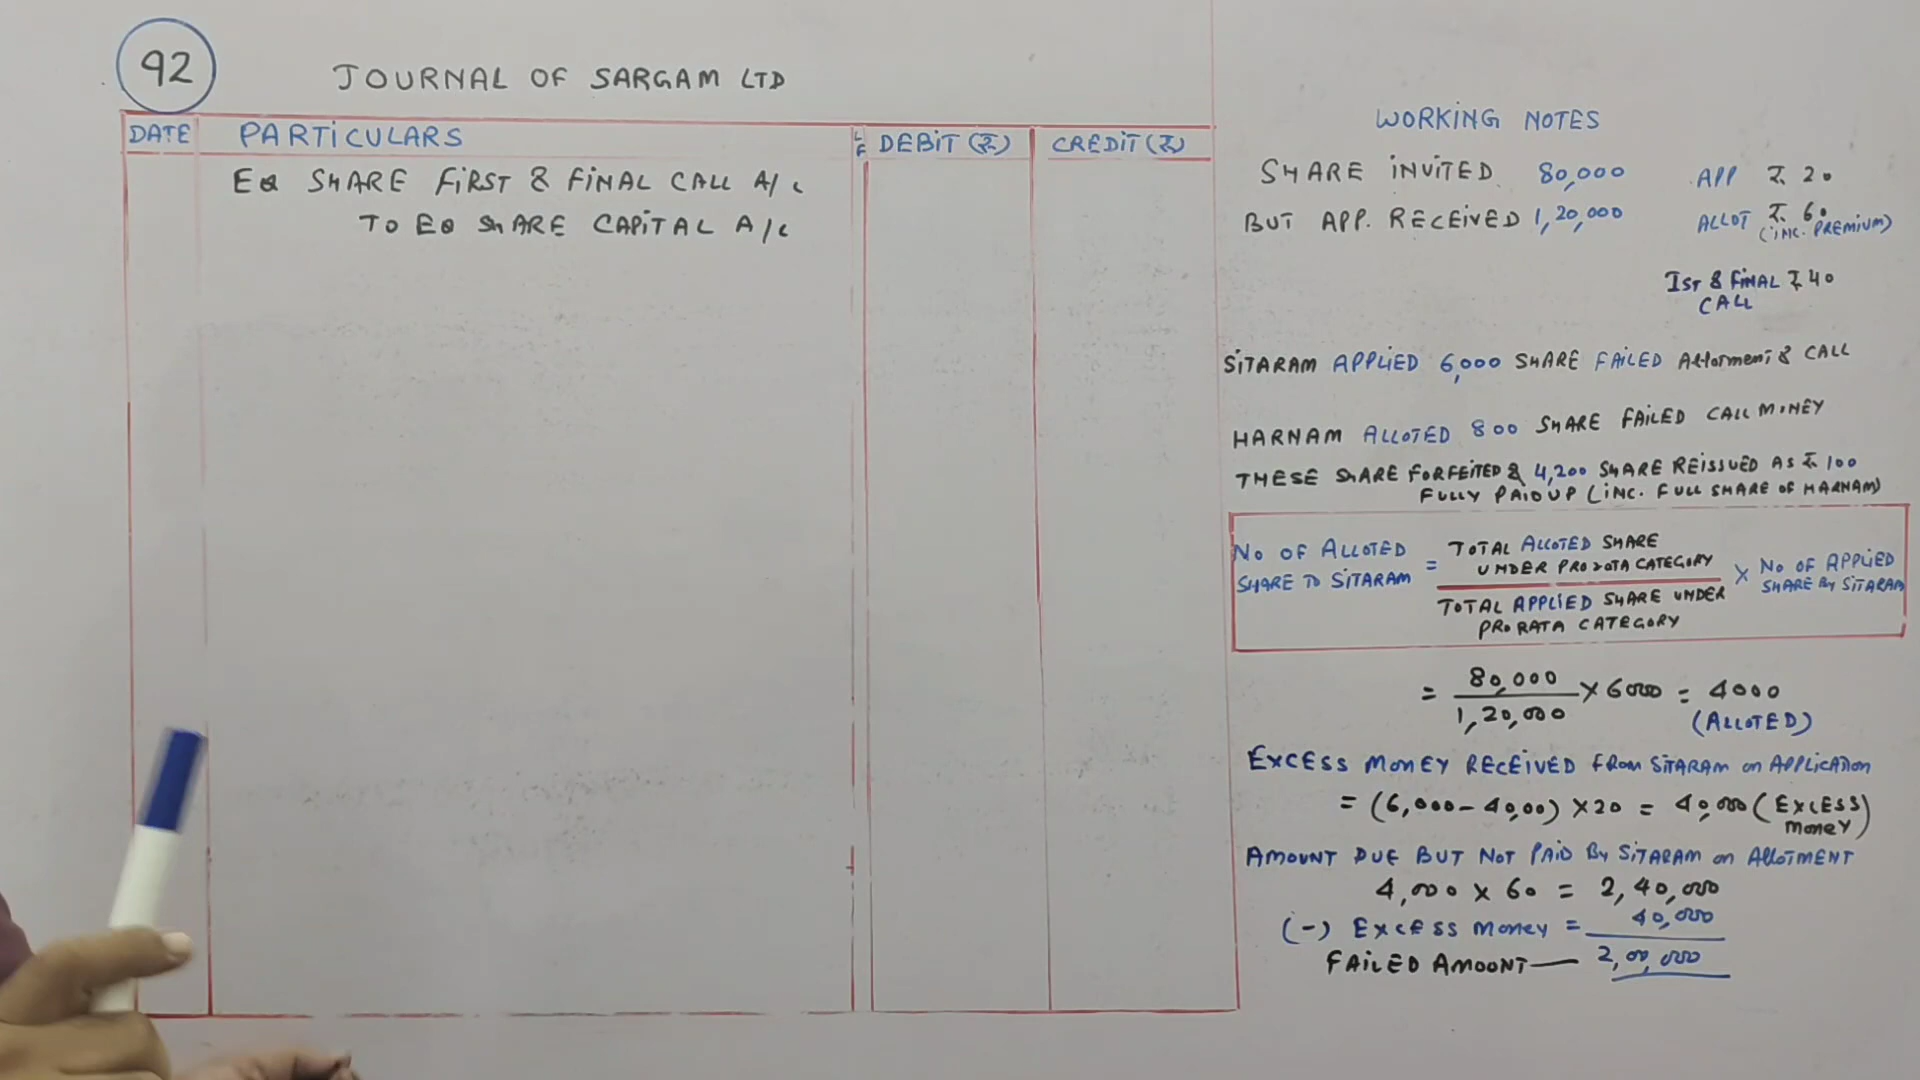 92
JOURNAL OF SARGAM LTD
DATE PARTICULARS LF DEBIT (₹) CREDIT (₹)
EQ SHARE FIRST & FINAL CALL A/c
TO EQ SHARE CAPITAL A/c
WORKING NOTES
SHARE INVITED 80,000 APP ₹ 20
BUT APP. RECEIVED 1,20,000 ALLOT ₹ 60
(INC. PREMIUM)
IST & FINAL ₹ 40
CALL
SITARAM APPLIED 6,000 SHARE FAILED Allotment & CALL
HARNAM ALLOTED 800 SHARE FAILED CALL MONEY
THESE SHARE FORFEITED & 4,200 SHARE REISSUED AS ₹ 100
FULLY PAID UP (INC. FULL SHARE OF HARNAM)
NO OF ALLOTED SHARE TO SITARAM = TOTAL ALLOTED SHARE UNDER PRORATA CATEGORY × NO OF APPLIED SHARE By SITARAM
TOTAL APPLIED SHARE UNDER PRORATA CATEGORY
= 80,000 × 6000 = 4000
1,20,000 (ALLOTED)
EXCESS MONEY RECEIVED FROM SITARAM on APPLICATION
= (6,000 - 40,00) × 20 = 40,000 (EXCESS MONEY)
AMOUNT DUE BUT NOT PAID By SITARAM on ALLOTMENT
4,000 × 60 = 2,40,000
(-) EXCESS MONEY = 40,000
FAILED AMOUNT — 2,00,000